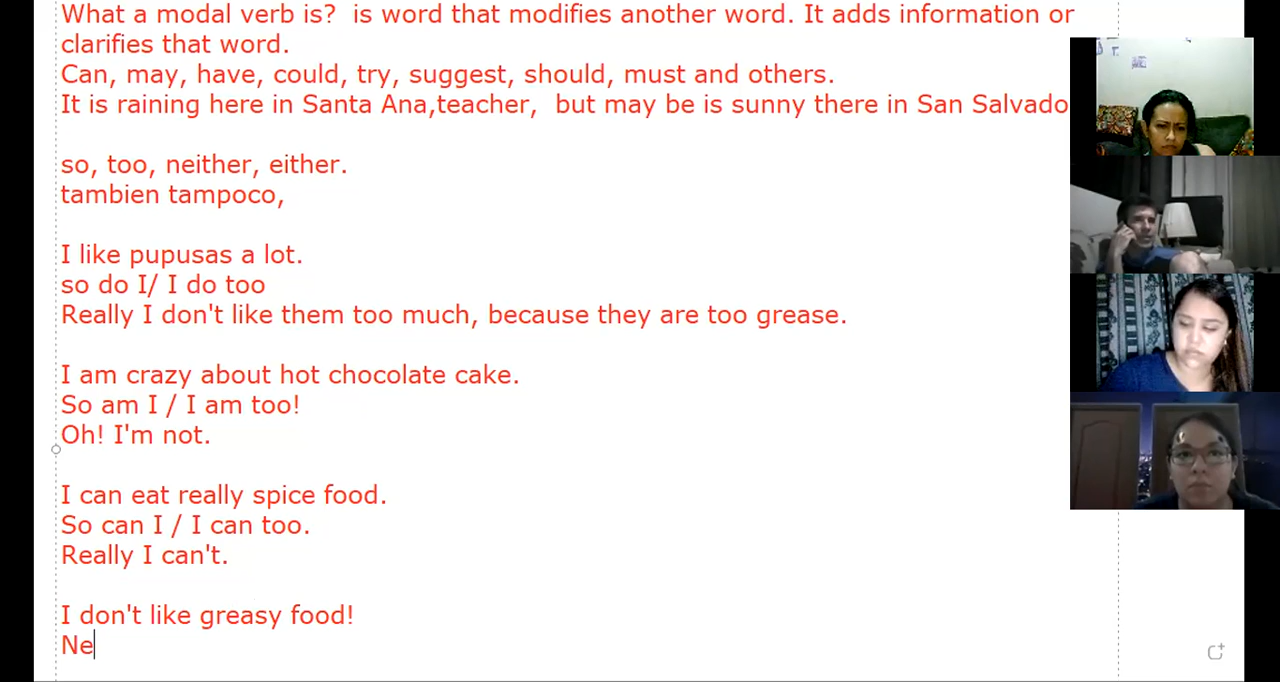 What a modal verb is?  is word that modifies another word. It adds information or
clarifies that word.
Can, may, have, could, try, suggest, should, must and others.
It is raining here in Santa Ana,teacher,  but may be is sunny there in San Salvado
so, too, neither, either.
tambien tampoco,
I like pupusas a lot.
so do I/ I do too
Really I don't like them too much, because they are too grease.
I am crazy about hot chocolate cake.
So am I / I am too!
Oh! I'm not.
I can eat really spice food.
So can I / I can too.
Really I can't.
I don't like greasy food!
Ne